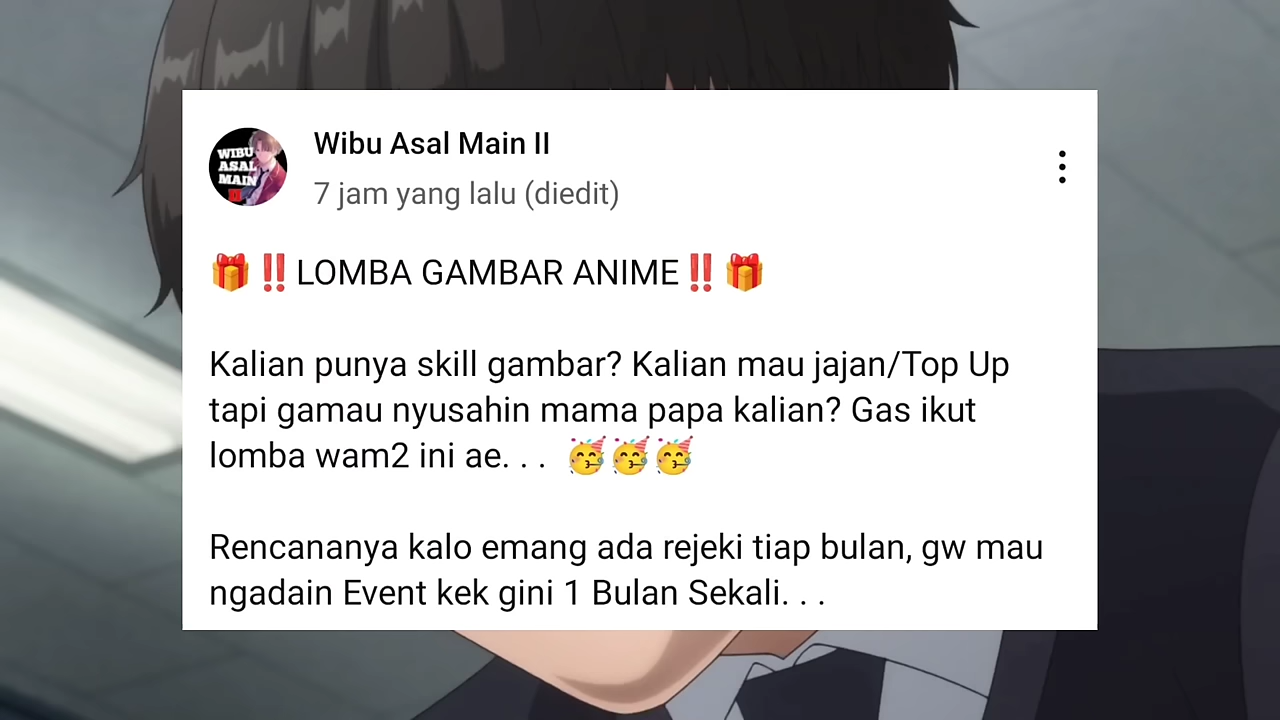 WIBU
ASAL
MAIN
II
Wibu Asal Main II
7 jam yang lalu (diedit)
🎁‼️LOMBA GAMBAR ANIME‼️🎁
Kalian punya skill gambar? Kalian mau jajan/Top Up
tapi gamau nyusahin mama papa kalian? Gas ikut
lomba wam2 ini ae. . . 🥳🥳🥳
Rencananya kalo emang ada rejeki tiap bulan, gw mau
ngadain Event kek gini 1 Bulan Sekali. . .